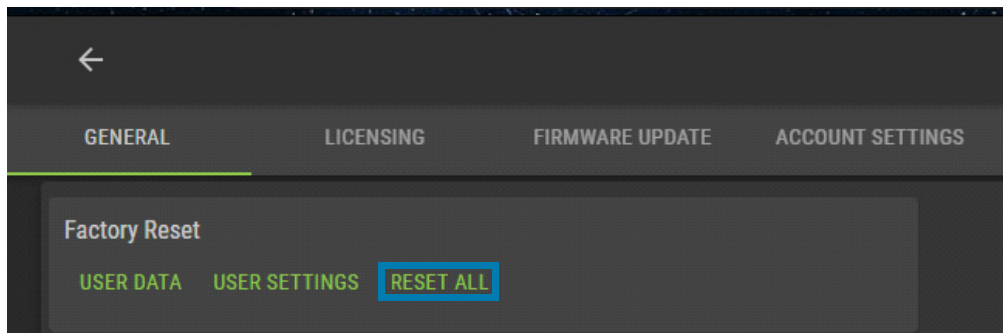 GENERAL LICENSING FIRMWARE UPDATE ACCOUNT SETTINGS
Factory Reset
USER DATA USER SETTINGS RESET ALL